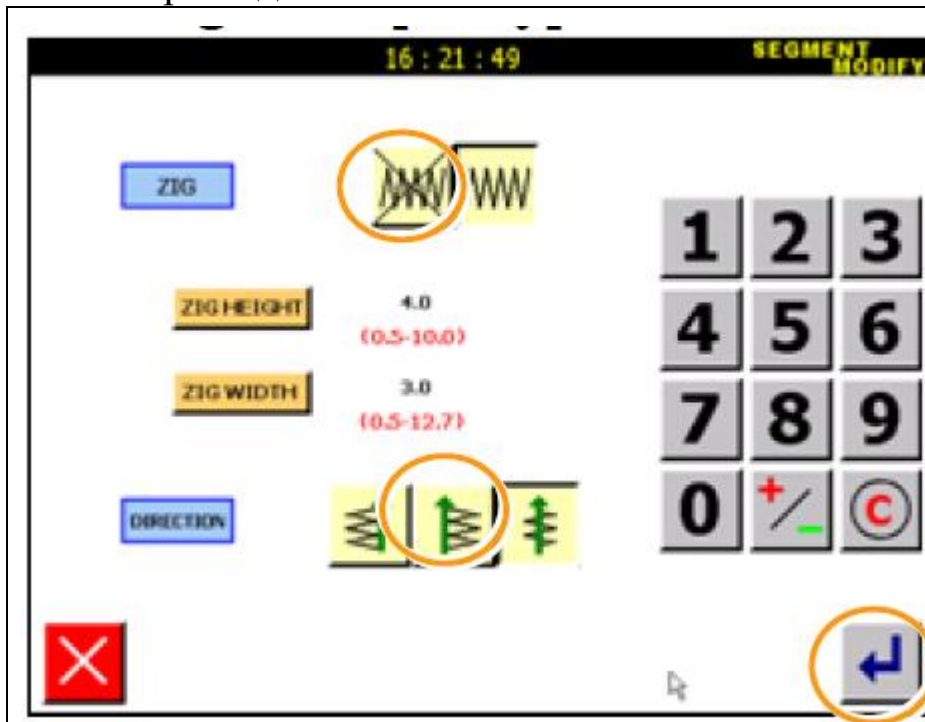 16 : 21 : 49
SEGMENT
MODIFY
ZIG
1 2 3
ZIG HEIGHT 4.0
(0.5-10.0)
4 5 6
ZIG WIDTH 3.0
(0.5-12.7)
7 8 9
DIRECTION
0 +/- C